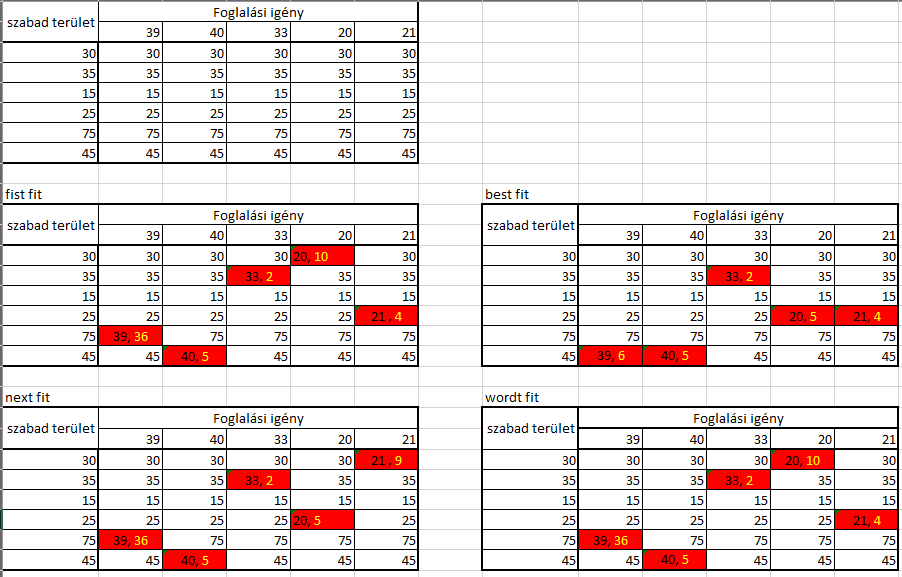 szabad terület Foglalási igény
39 40 33 20 21
30 30 30 30 30 30
35 35 35 35 35 35
15 15 15 15 15 15
25 25 25 25 25 25
75 75 75 75 75 75
45 45 45 45 45 45
fist fit
szabad terület Foglalási igény
39 40 33 20 21
30 30 30 30 20, 10 30
35 35 35 33, 2 35 35
15 15 15 15 15 15
25 25 25 25 25 21 , 4
75 39, 36 75 75 75 75
45 45 40, 5 45 45 45
best fit
szabad terület Foglalási igény
39 40 33 20 21
30 30 30 30 30 30
35 35 35 33, 2 35 35
15 15 15 15 15 15
25 25 25 25 20, 5 21, 4
75 75 75 75 75 75
45 39, 6 40, 5 45 45 45
next fit
szabad terület Foglalási igény
39 40 33 20 21
30 30 30 30 30 21 , 9
35 35 35 33, 2 35 35
15 15 15 15 15 15
25 25 25 25 20, 5 25
75 39, 36 75 75 75 75
45 45 40, 5 45 45 45
wordt fit
szabad terület Foglalási igény
39 40 33 20 21
30 30 30 30 20, 10 30
35 35 35 33, 2 35 35
15 15 15 15 15 15
25 25 25 25 25 21, 4
75 39, 36 75 75 75 75
45 45 40, 5 45 45 45